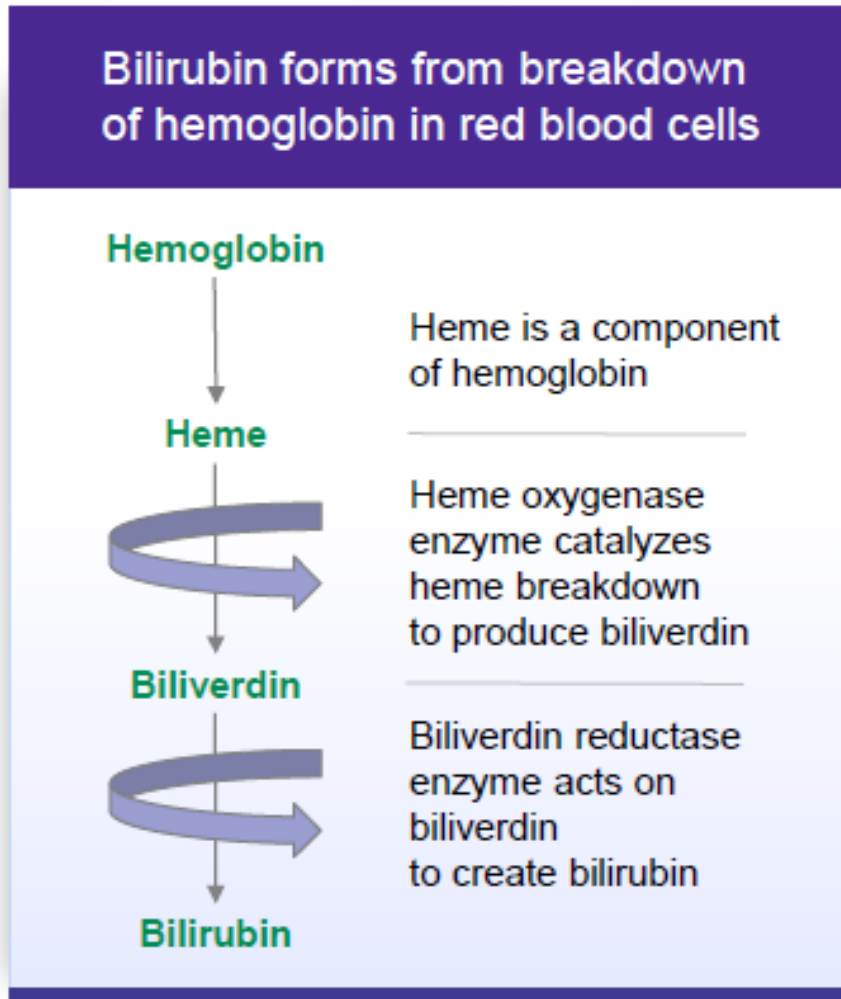 Bilirubin forms from breakdown
of hemoglobin in red blood cells
Hemoglobin
Heme is a component
of hemoglobin
Heme
Heme oxygenase
enzyme catalyzes
heme breakdown
to produce biliverdin
Biliverdin
Biliverdin reductase
enzyme acts on
biliverdin
to create bilirubin
Bilirubin